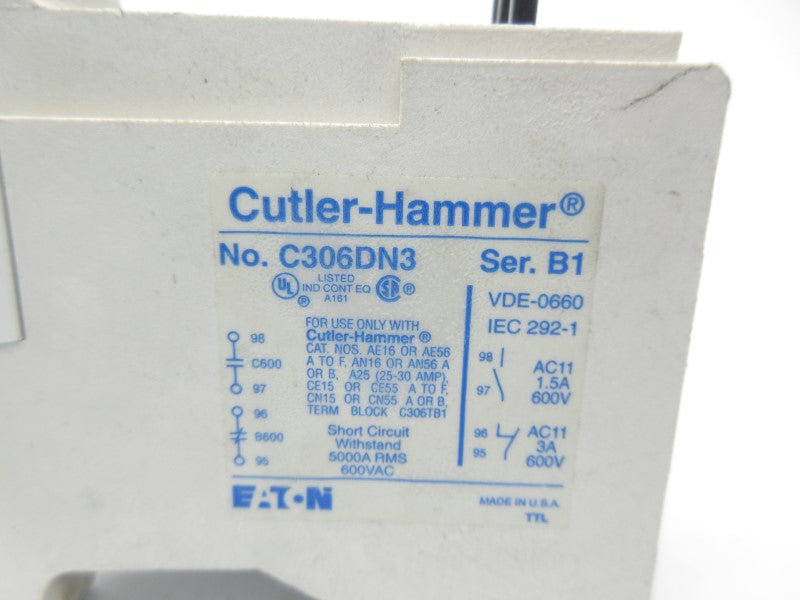 Cutler-Hammer®
No. C306DN3 Ser. B1
UL ® LISTED IND CONT EQ A161 SA ®
FOR USE ONLY WITH
Cutler-Hammer®
CAT. NOS. AE16 OR AE56
A TO F, AN16 OR AN56 A
OR B, A25 (25-30 AMP),
CE15 OR CE55 A TO F,
CN15 OR CN55 A OR B,
TERM BLOCK C306TB1
Short Circuit
Withstand
5000A RMS
600VAC
98
C600
97
96
B600
95
VDE-0660
IEC 292-1
98
97
AC11
1.5A
600V
96
95
AC11
3A
600V
EATON
MADE IN U.S.A.
TTL